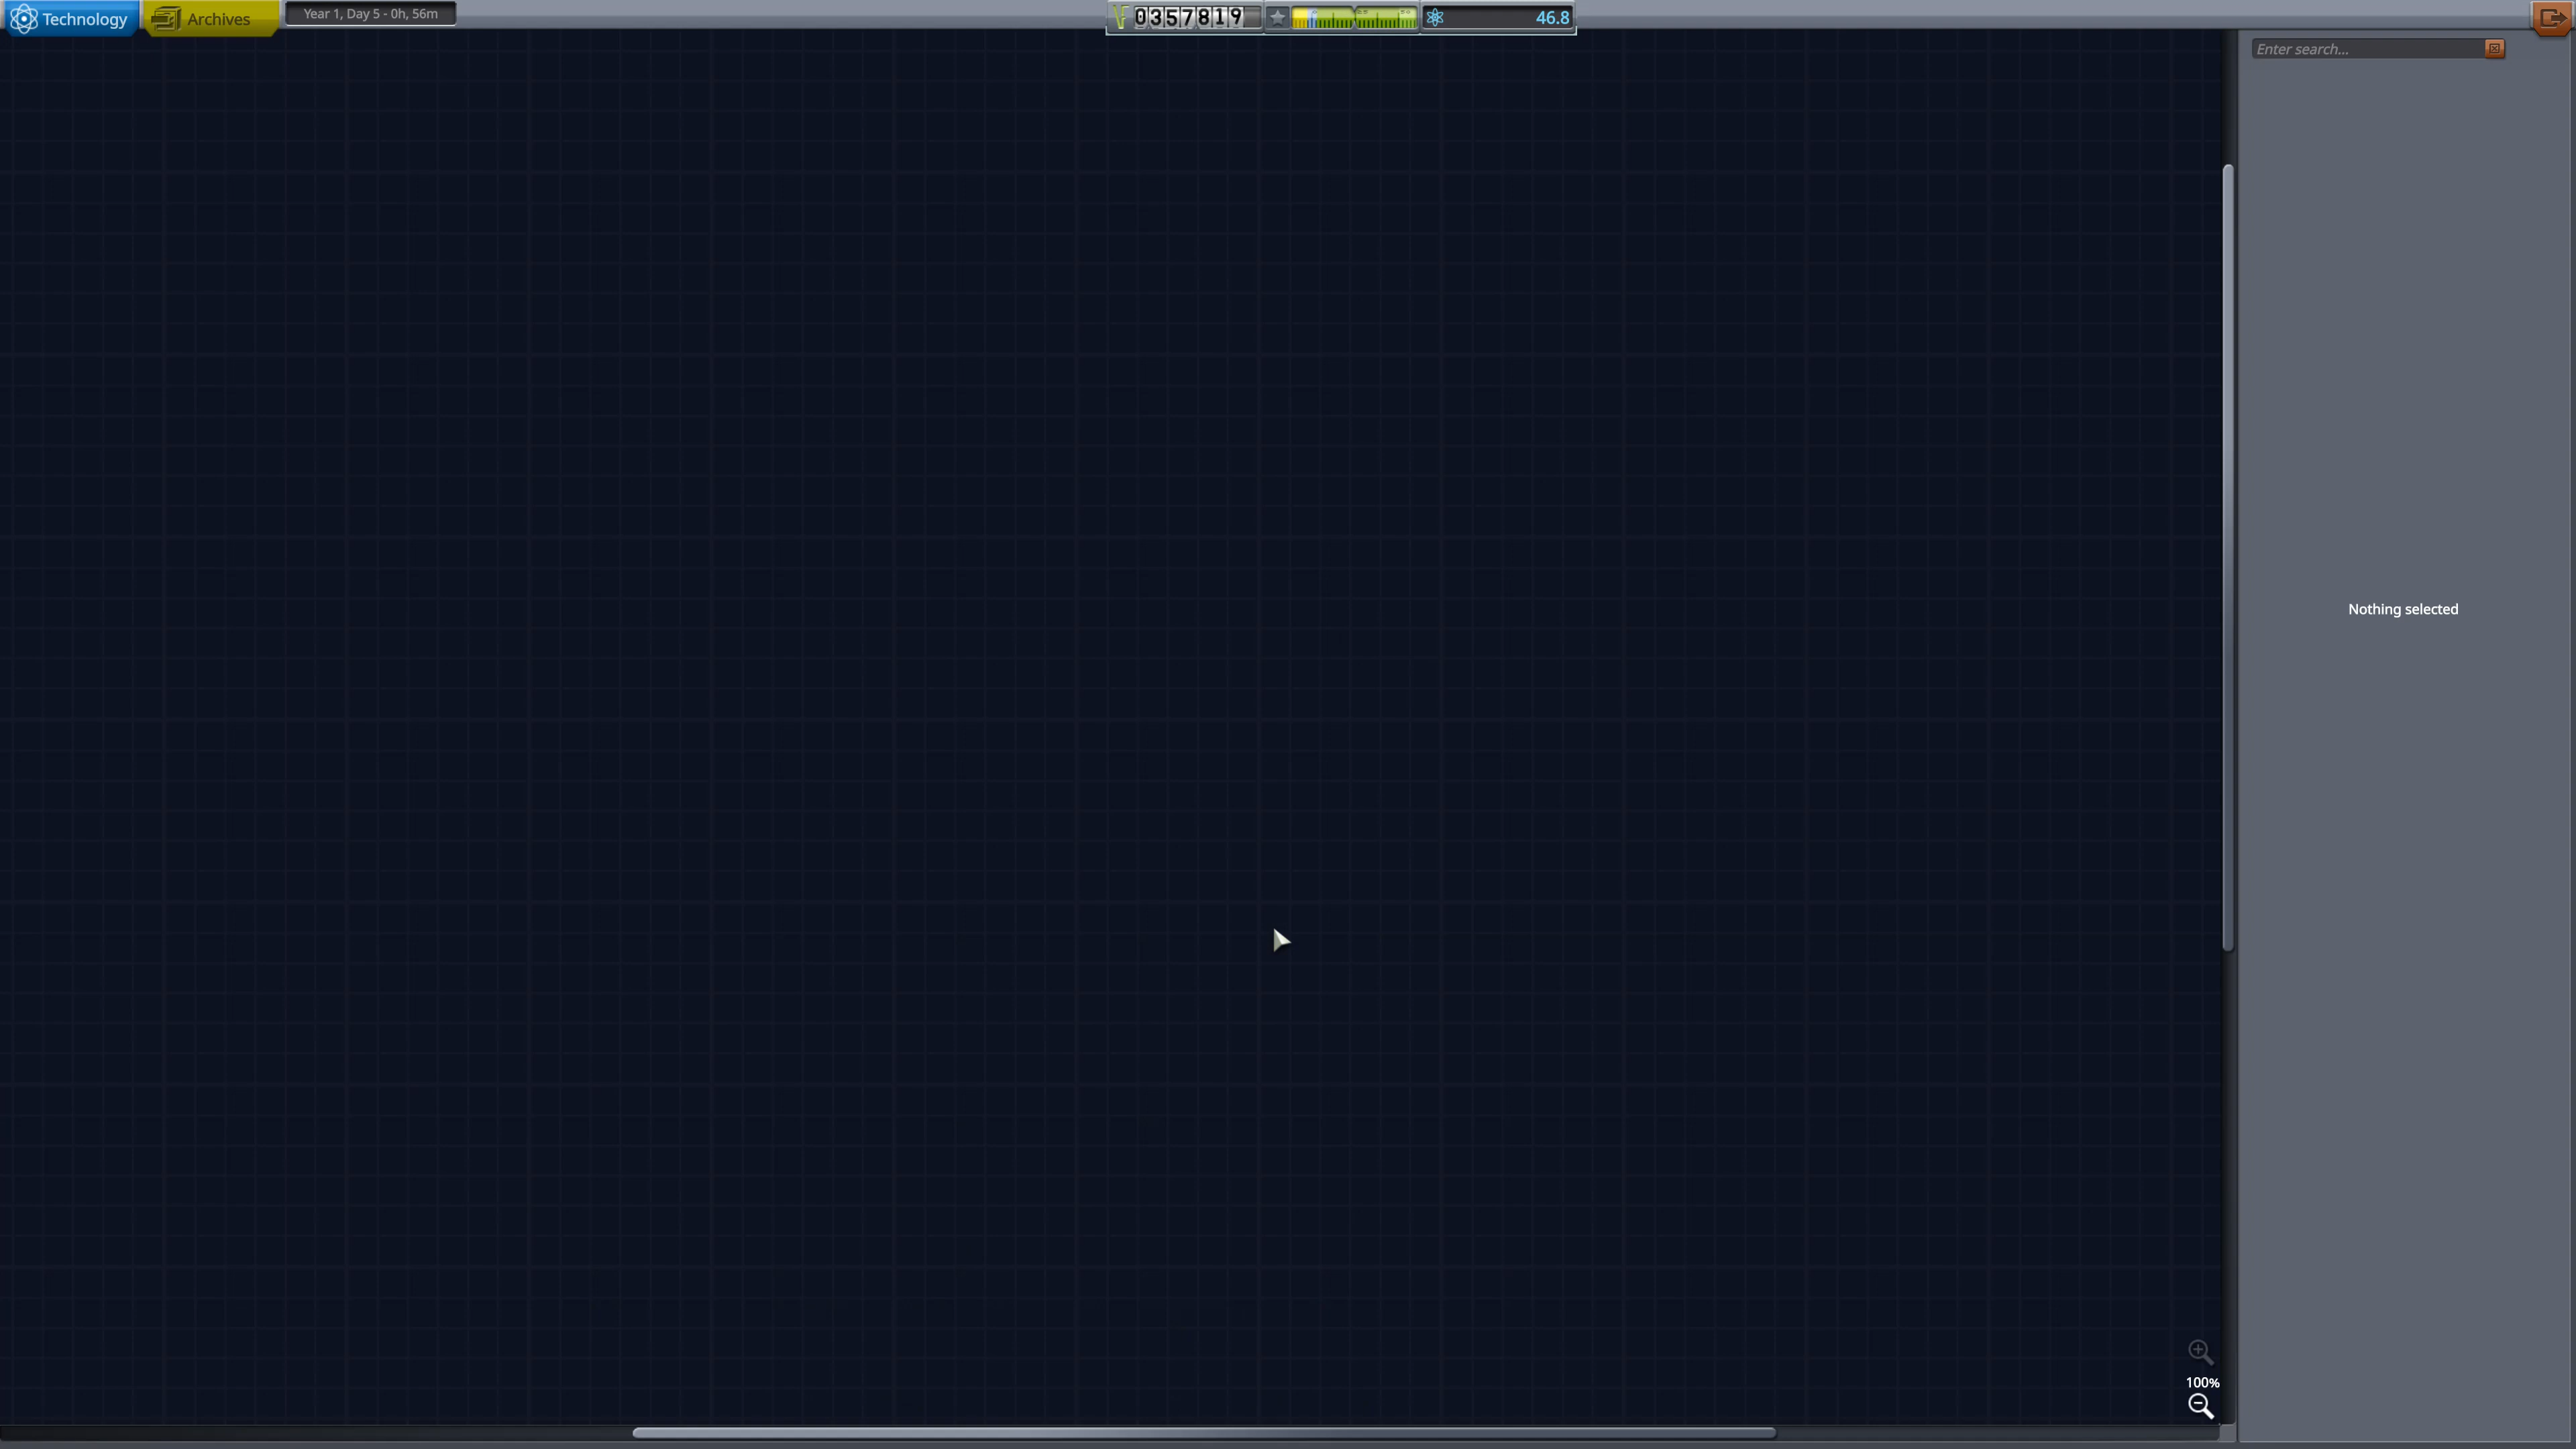 Technology
Archives
Year 1, Day 5 - 0h, 56m
0357819
46.8
Enter search...
Nothing selected
100%